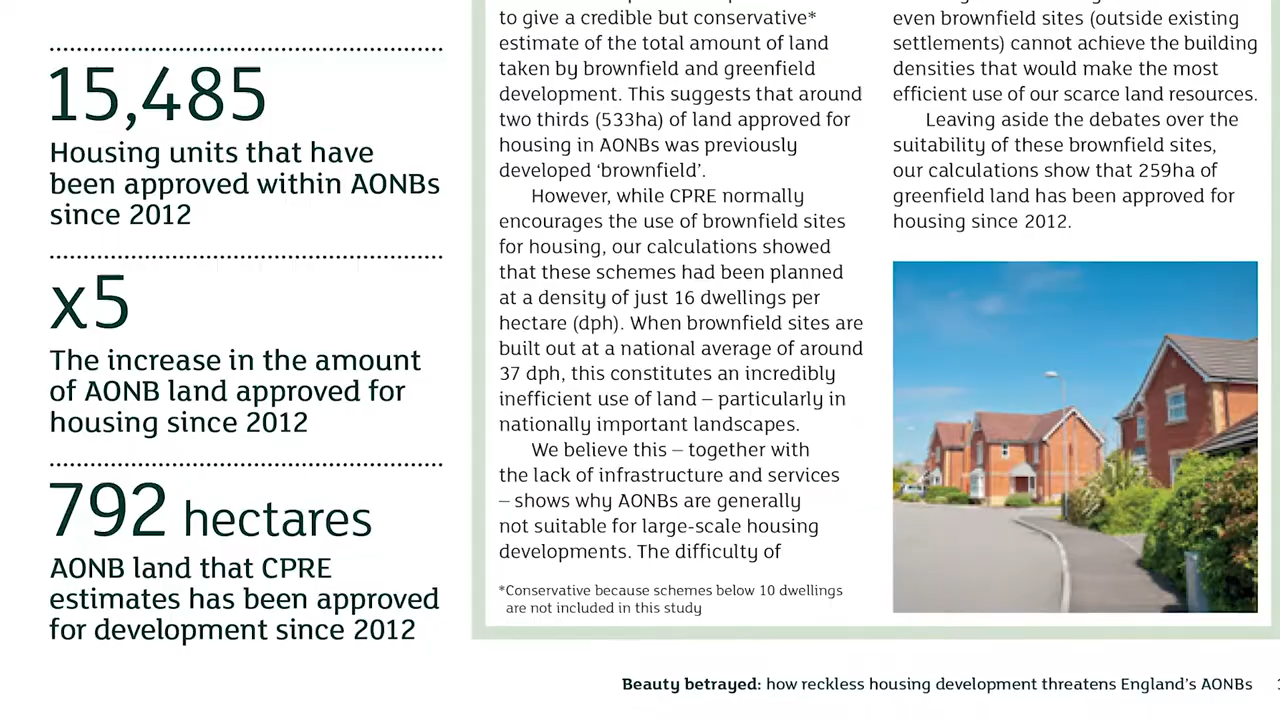 15,485
Housing units that have
been approved within AONBs
since 2012
x5
The increase in the amount
of AONB land approved for
housing since 2012
792 hectares
AONB land that CPRE
estimates has been approved
for development since 2012
to give a credible but conservative*
estimate of the total amount of land
taken by brownfield and greenfield
development. This suggests that around
two thirds (533ha) of land approved for
housing in AONBs was previously
developed ‘brownfield’.
However, while CPRE normally
encourages the use of brownfield sites
for housing, our calculations showed
that these schemes had been planned
at a density of just 16 dwellings per
hectare (dph). When brownfield sites are
built out at a national average of around
37 dph, this constitutes an incredibly
inefficient use of land – particularly in
nationally important landscapes.
We believe this – together with
the lack of infrastructure and services
– shows why AONBs are generally
not suitable for large-scale housing
developments. The difficulty of
*Conservative because schemes below 10 dwellings
are not included in this study
even brownfield sites (outside existing
settlements) cannot achieve the building
densities that would make the most
efficient use of our scarce land resources.
Leaving aside the debates over the
suitability of these brownfield sites,
our calculations show that 259ha of
greenfield land has been approved for
housing since 2012.
Beauty betrayed: how reckless housing development threatens England’s AONBs